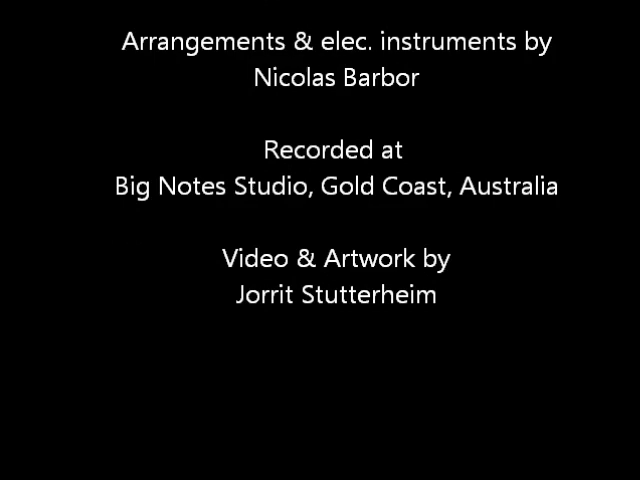 Arrangements & elec. instruments by
Nicolas Barbor
Recorded at
Big Notes Studio, Gold Coast, Australia
Video & Artwork by
Jorrit Stutterheim